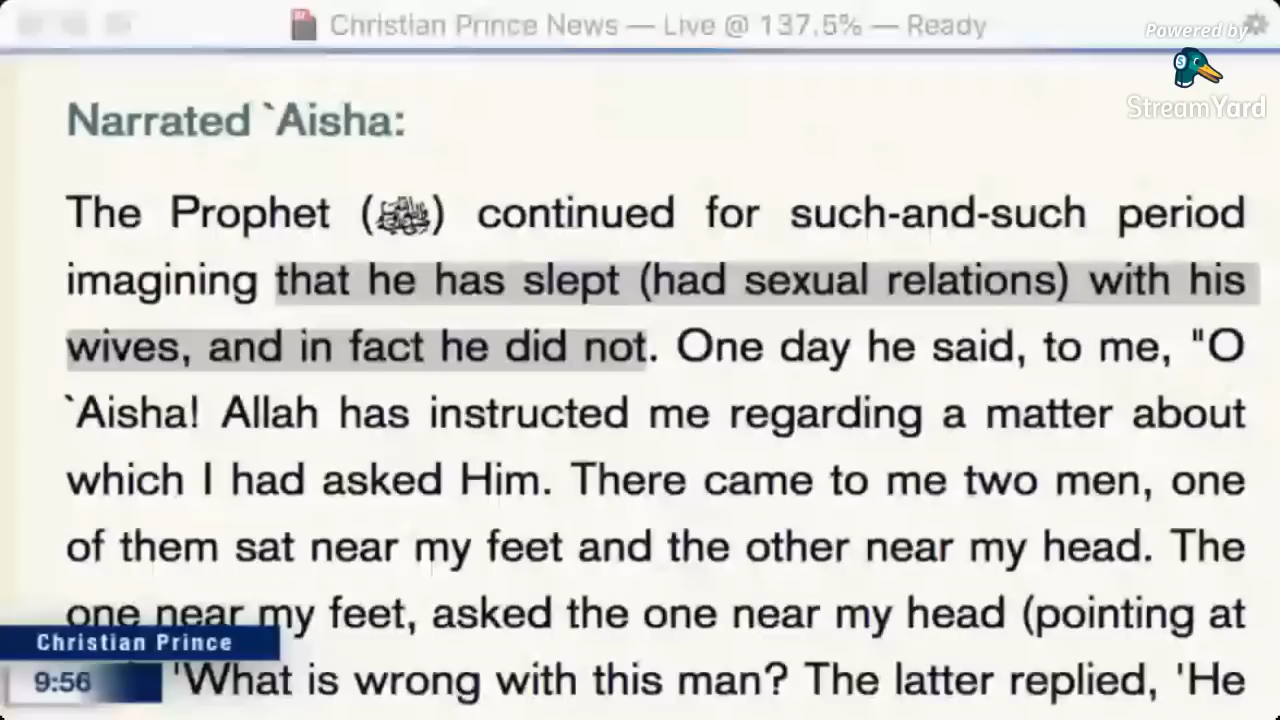 Christian Prince News — Live @ 137.5% — Ready
Powered by
StreamYard
Narrated `Aisha:
The Prophet (ﷺ) continued for such-and-such period
imagining that he has slept (had sexual relations) with his
wives, and in fact he did not. One day he said, to me, "O
`Aisha! Allah has instructed me regarding a matter about
which I had asked Him. There came to me two men, one
of them sat near my feet and the other near my head. The
one near my feet, asked the one near my head (pointing at
Christian Prince
9:56
'What is wrong with this man? The latter replied, 'He